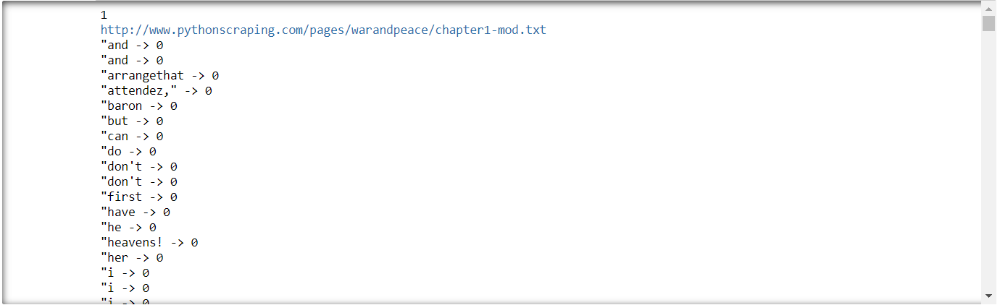 1
http://www.pythonscraping.com/pages/warandpeace/chapter1-mod.txt
"and -> 0
"and -> 0
"arrangethat -> 0
"attendez," -> 0
"baron -> 0
"but -> 0
"can -> 0
"do -> 0
"don't -> 0
"don't -> 0
"first -> 0
"have -> 0
"he -> 0
"heavens! -> 0
"her -> 0
"i -> 0
"i -> 0
"i -> 0